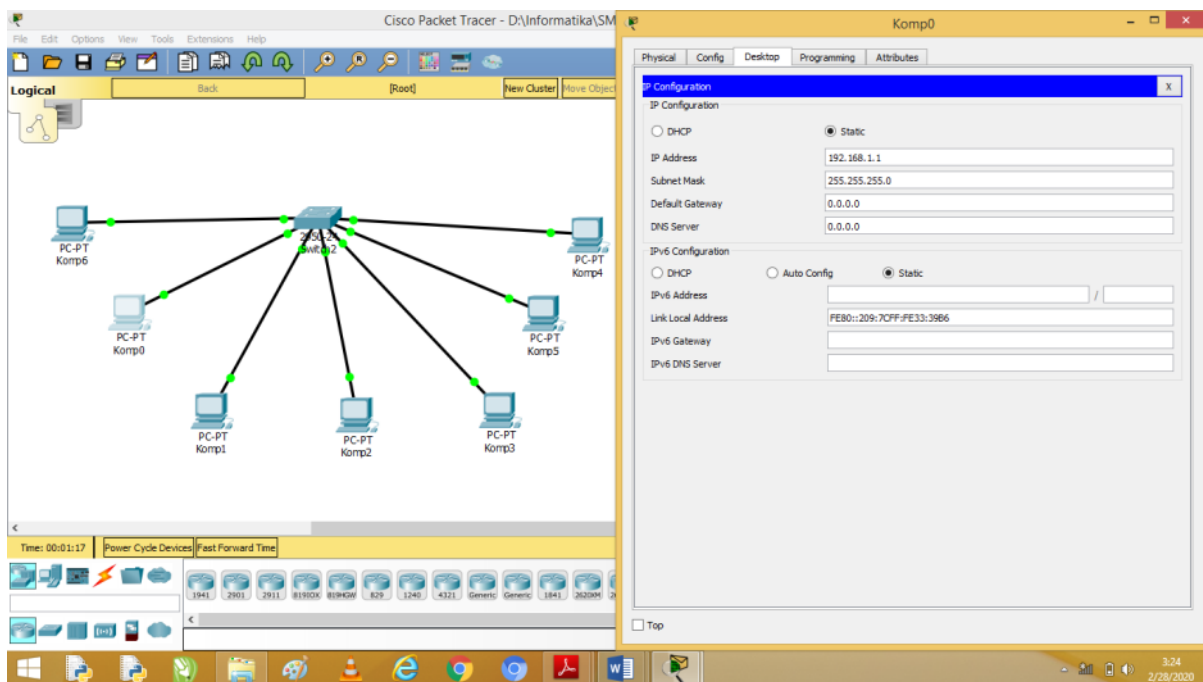 Cisco Packet Tracer - D:\Informatika\SM
File Edit Options View Tools Extensions Help
Logical Back [Root] New Cluster Move Object
PC-PT
Komp6
2950-24
Switch2
PC-PT
Komp4
PC-PT
Komp0
PC-PT
Komp5
PC-PT
Komp1
PC-PT
Komp2
PC-PT
Komp3
Time: 00:01:17 Power Cycle Devices Fast Forward Time
1941 2901 2911 819IOX 819HGW 829 1240 4321 Generic Generic 1841 2620XM
Komp0
Physical Config Desktop Programming Attributes
IP Configuration X
IP Configuration
DHCP Static
IP Address 192.168.1.1
Subnet Mask 255.255.255.0
Default Gateway 0.0.0.0
DNS Server 0.0.0.0
IPv6 Configuration
DHCP Auto Config Static
IPv6 Address /
Link Local Address FE80::209:7CFF:FE33:39B6
IPv6 Gateway
IPv6 DNS Server
Top
3:24
2/28/2020